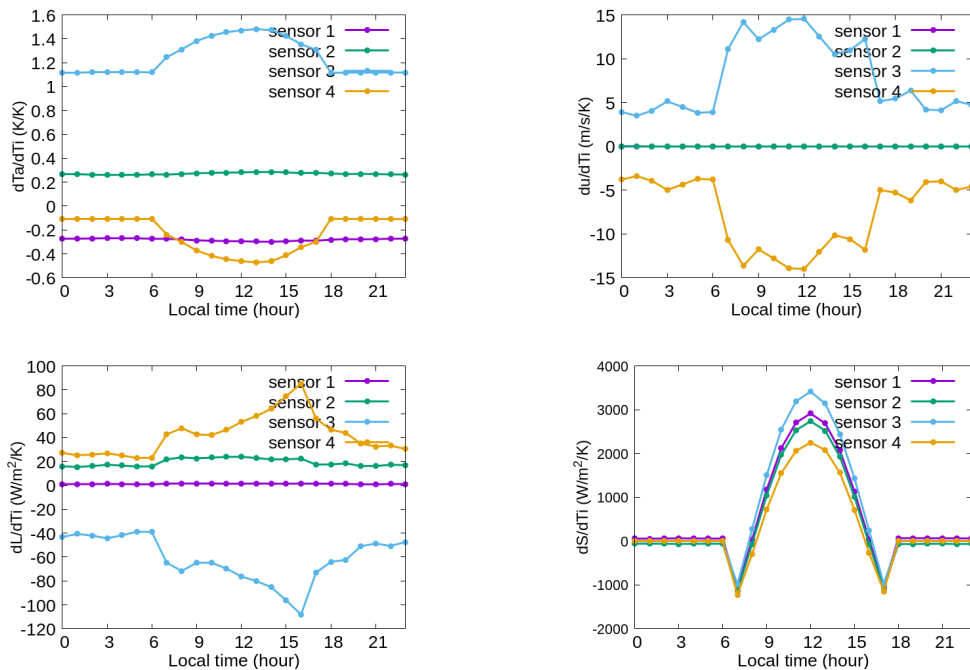 1.6
1.4
1.2
1
0.8
0.6
0.4
0.2
0
-0.2
-0.4
-0.6
dTa/dTi (K/K)
sensor 1
sensor 2
sensor 3
sensor 4
0 3 6 9 12 15 18 21
Local time (hour)
15
10
5
0
-5
-10
-15
du/dTi (m/s/K)
sensor 1
sensor 2
sensor 3
sensor 4
0 3 6 9 12 15 18 21
Local time (hour)
100
80
60
40
20
0
-20
-40
-60
-80
-100
-120
dL/dTi (W/m²/K)
sensor 1
sensor 2
sensor 3
sensor 4
0 3 6 9 12 15 18 21
Local time (hour)
4000
3000
2000
1000
0
-1000
-2000
dS/dTi (W/m²/K)
sensor 1
sensor 2
sensor 3
sensor 4
0 3 6 9 12 15 18 21
Local time (hour)